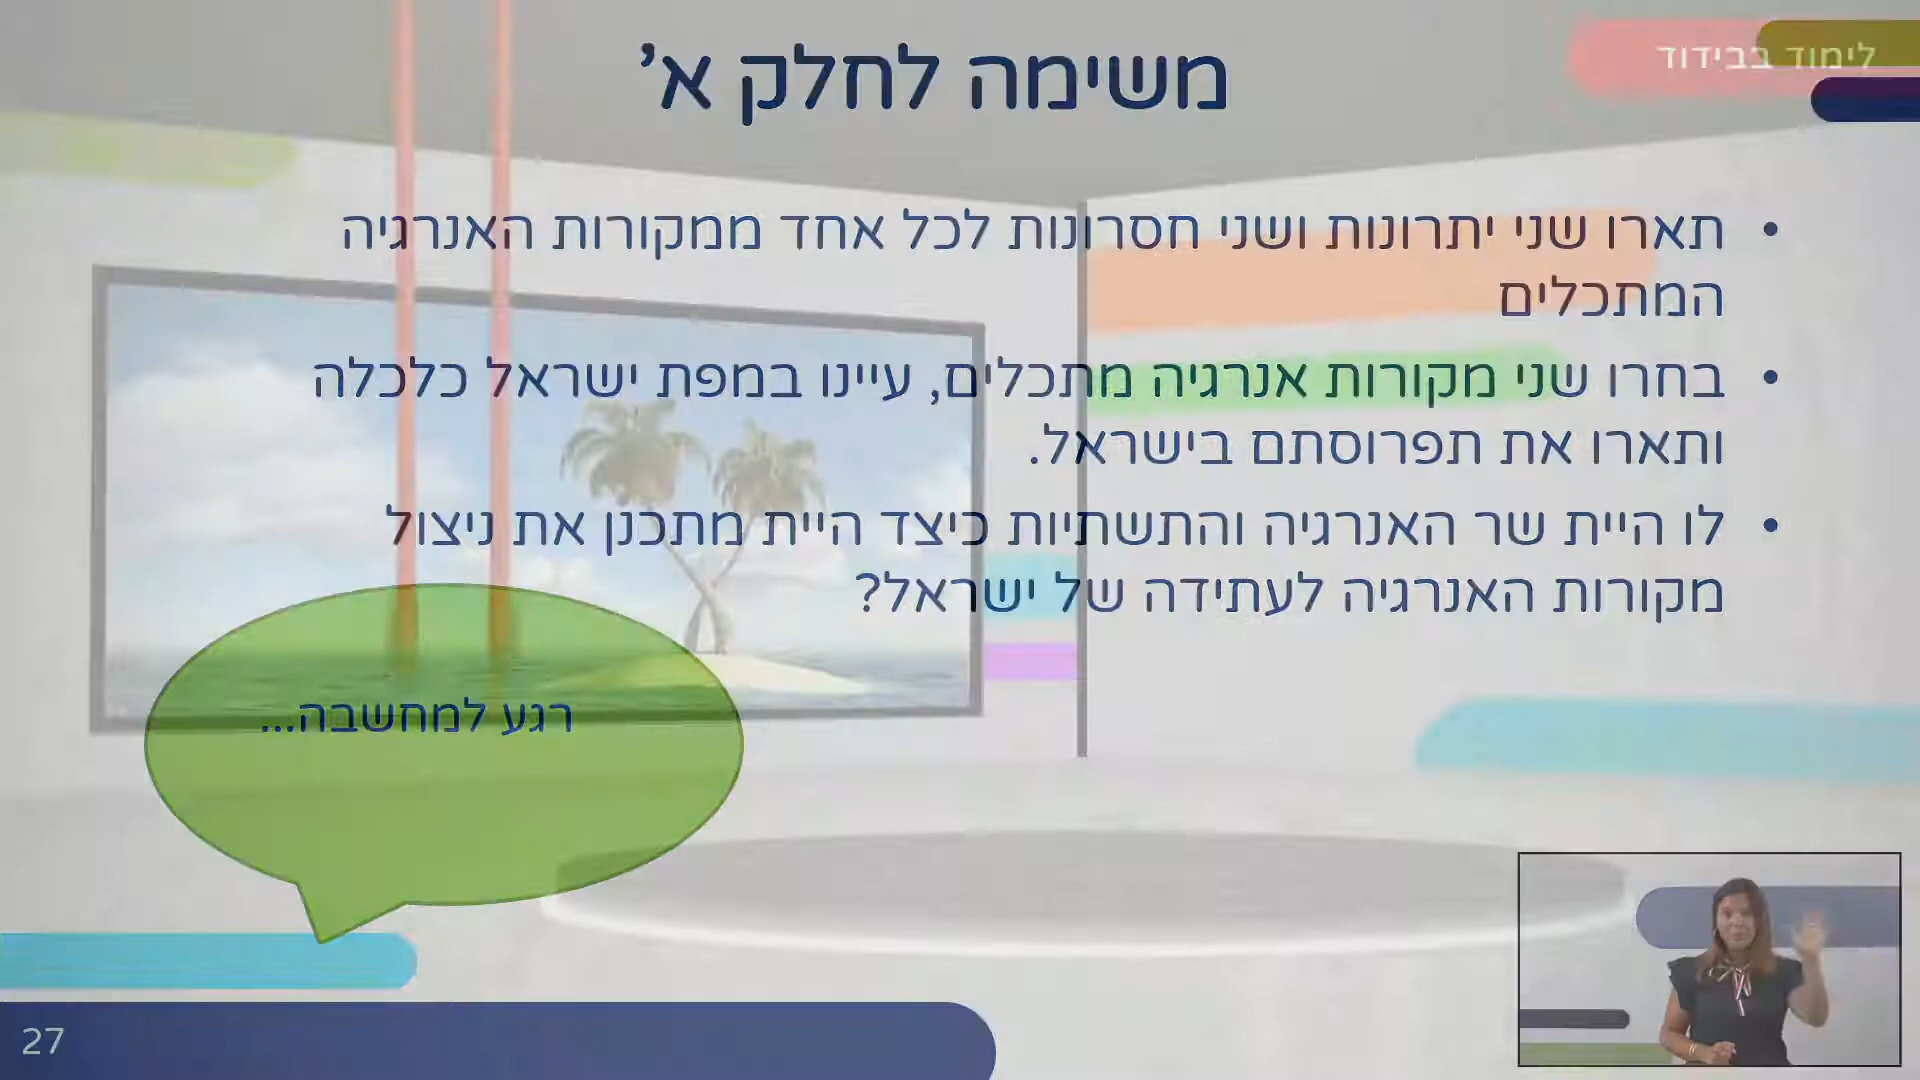 לימוד בבידוד
משימה לחלק א'
• תארו שני יתרונות ושני חסרונות לכל אחד ממקורות האנרגיה
המתכלים
• בחרו שני מקורות אנרגיה מתכלים, עיינו במפת ישראל כלכלה
ותארו את תפרוסתם בישראל.
• לו היית שר האנרגיה והתשתיות כיצד היית מתכנן את ניצול
מקורות האנרגיה לעתידה של ישראל?
רגע למחשבה...
27